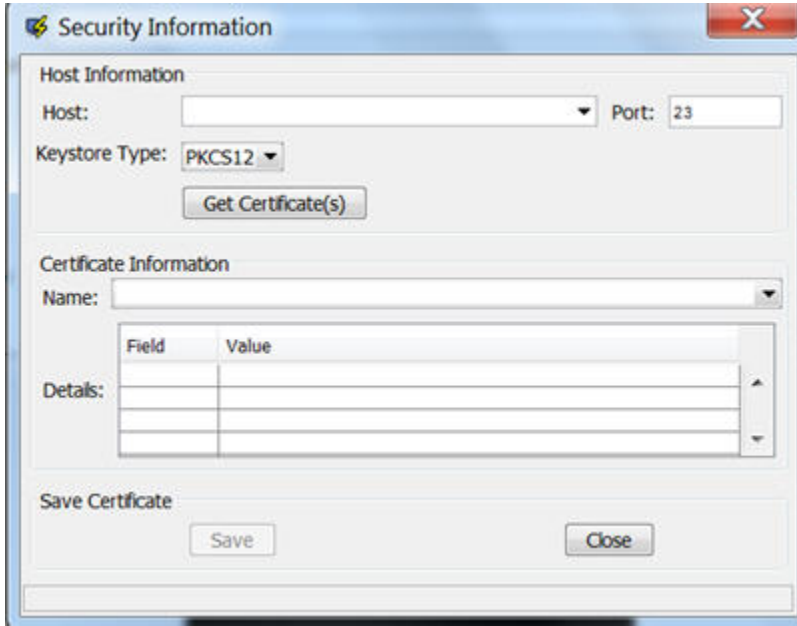 Security Information
Host Information
Host: Port: 23
Keystore Type: PKCS12
Get Certificate(s)
Certificate Information
Name:
Field Value
Details:
Save Certificate
Save Close